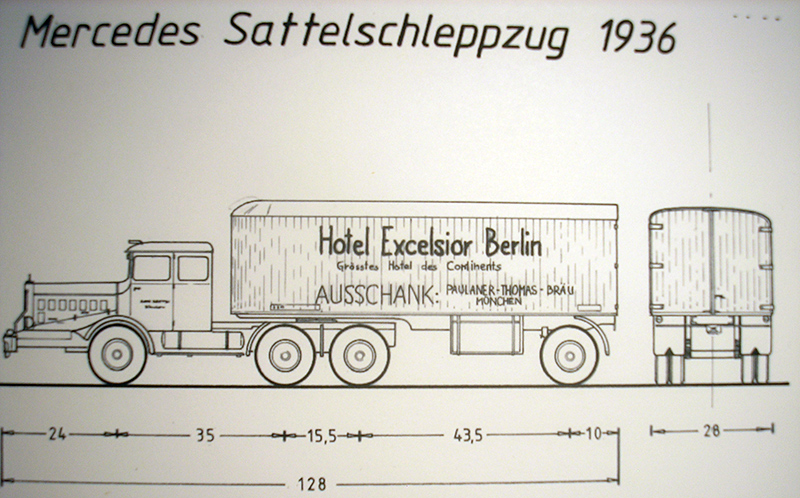 Mercedes Sattelschleppzug 1936
Hotel Excelsior Berlin
Grösstes Hotel des Continents
AUSSCHANK: PAULANER-THOMAS-BRÄU
MÜNCHEN
24 35 15,5 43,5 10 28
128